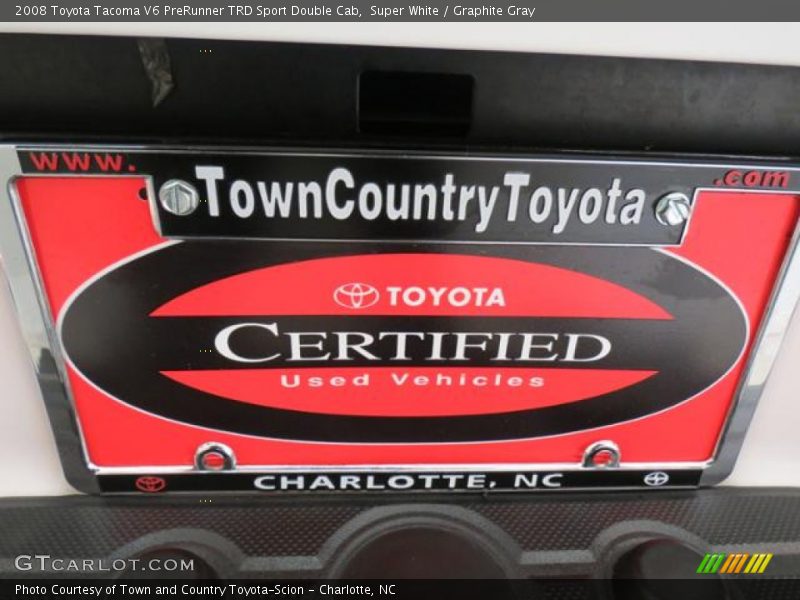 2008 Toyota Tacoma V6 PreRunner TRD Sport Double Cab,  Super White / Graphite Gray
www.
TownCountryToyota
.com
TOYOTA
CERTIFIED
Used Vehicles
CHARLOTTE, NC
GTCARLOT.COM
Photo Courtesy of Town and Country Toyota-Scion - Charlotte, NC